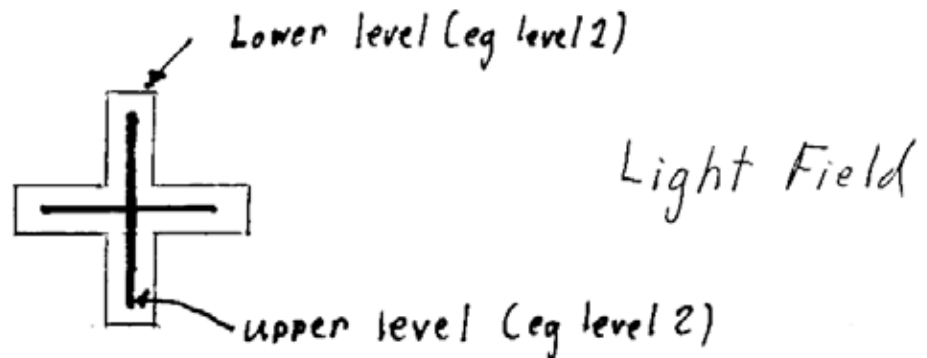 Lower level (eg level 2)
Light Field
upper level (eg level 2)